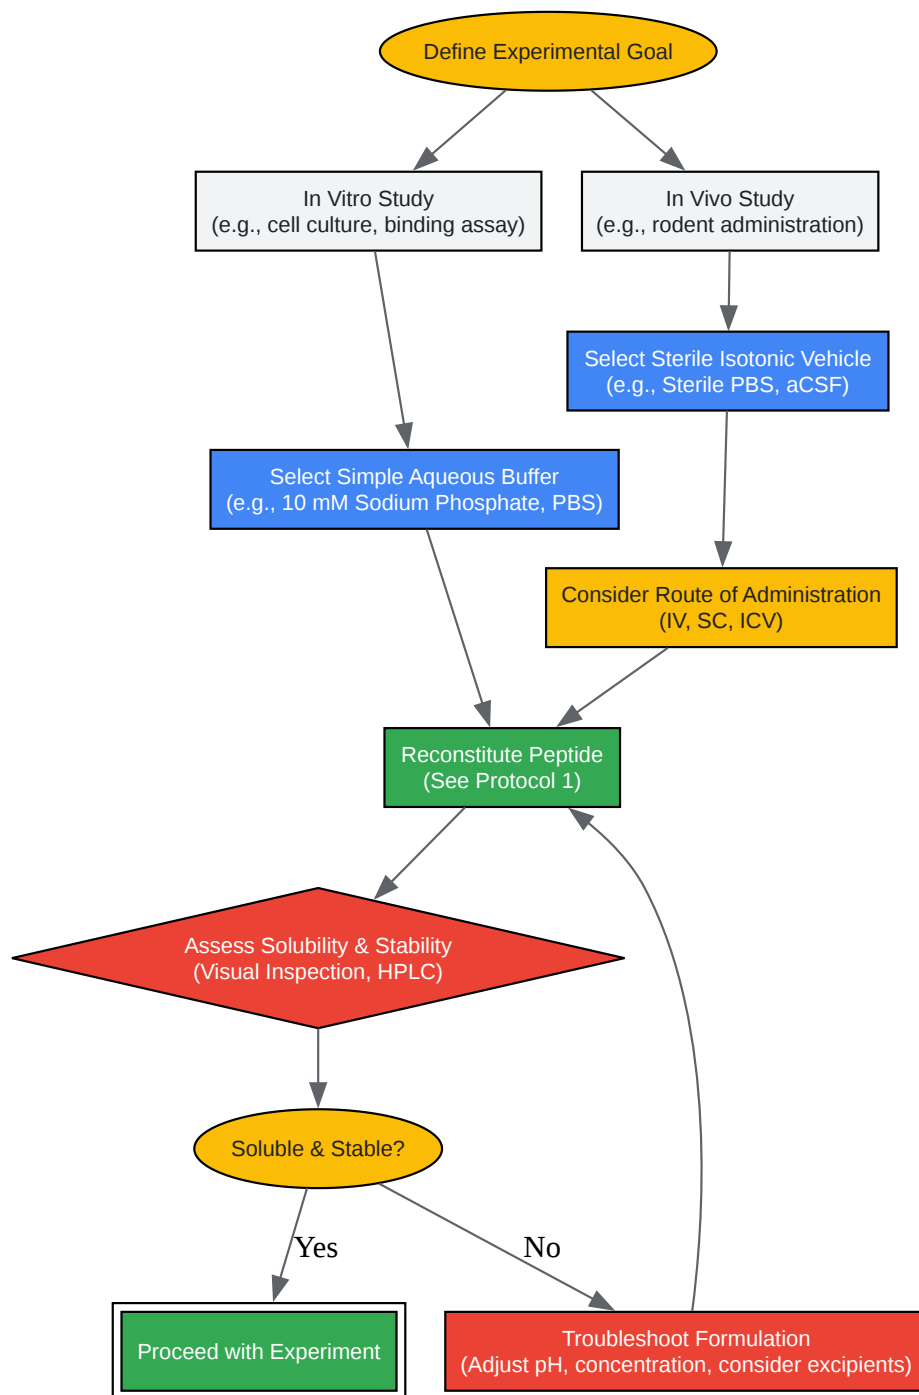 Define Experimental Goal
In Vitro Study
(e.g., cell culture, binding assay)
In Vivo Study
(e.g., rodent administration)
Select Sterile Isotonic Vehicle
(e.g., Sterile PBS, aCSF)
Select Simple Aqueous Buffer
(e.g., 10 mM Sodium Phosphate, PBS)
Consider Route of Administration
(IV, SC, ICV)
Reconstitute Peptide
(See Protocol 1)
Assess Solubility & Stability
(Visual Inspection, HPLC)
Soluble & Stable?
Yes
No
Proceed with Experiment
Troubleshoot Formulation
(Adjust pH, concentration, consider excipients)